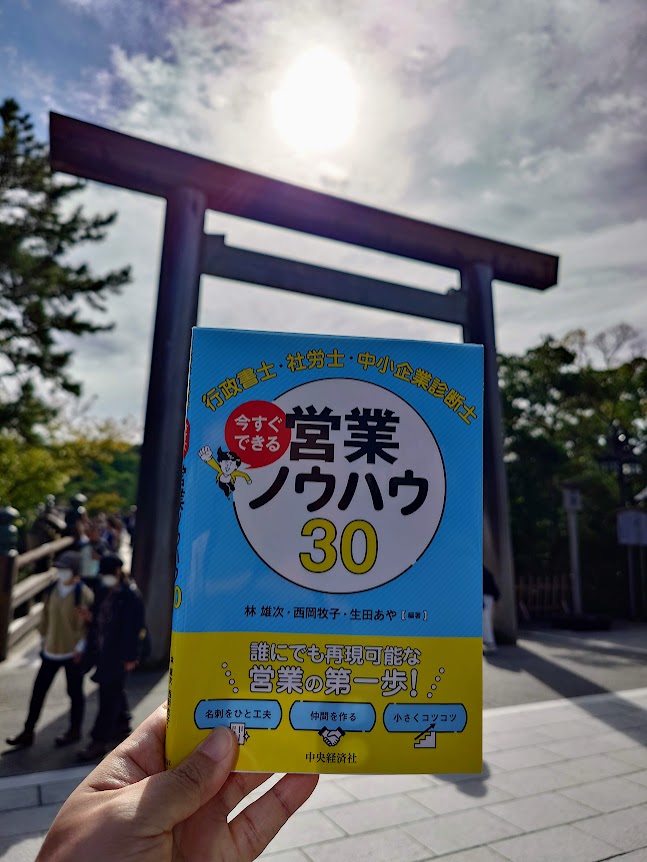 行政書士・社労士・中小企業診断士
今すぐ
できる
営業
ノウハウ
30
林 雄次・西岡牧子・生田あや[編著]
誰にでも再現可能な
営業の第一歩!
名刺をひと工夫
仲間を作る
小さくコツコツ
中央経済社